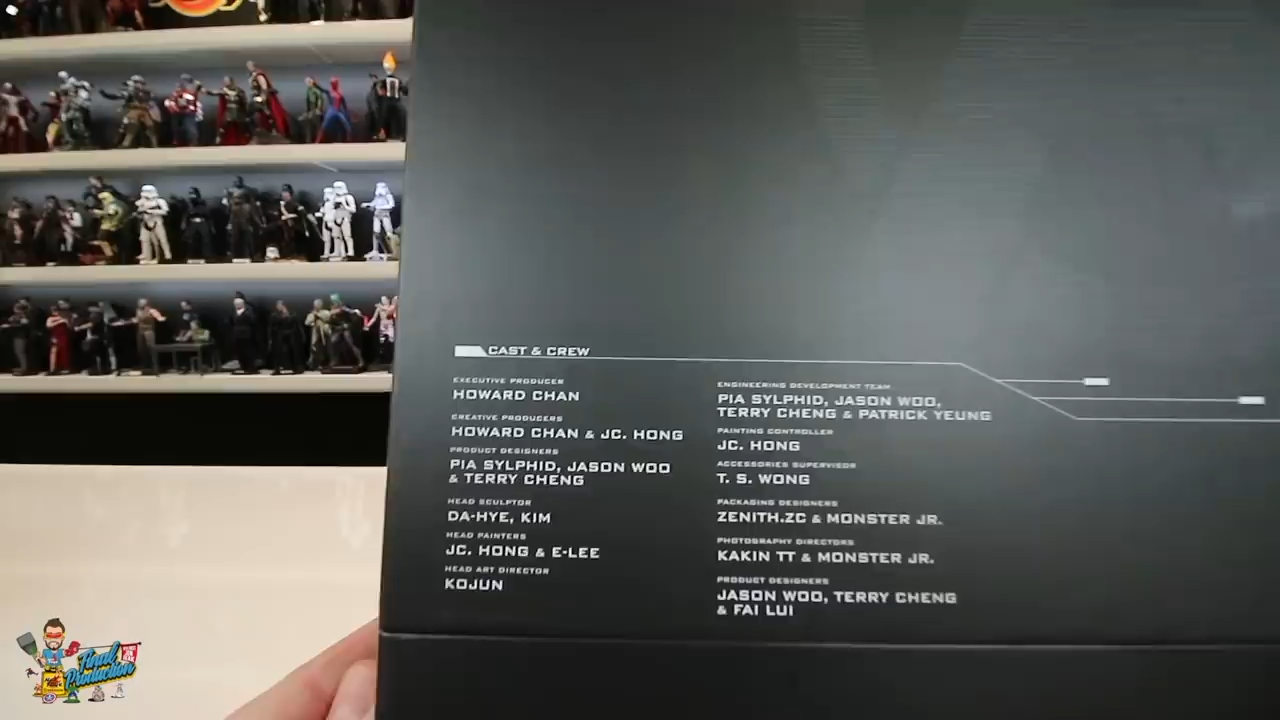 CAST & CREW
EXECUTIVE PRODUCER
HOWARD CHAN
CREATIVE PRODUCERS
HOWARD CHAN & JC. HONG
PRODUCT DESIGNERS
PIA SYLPHID, JASON WOO
& TERRY CHENG
HEAD SCULPTOR
DA-HYE, KIM
HEAD PAINTERS
JC. HONG & E-LEE
HEAD ART DIRECTOR
KOJUN
ENGINEERING DEVELOPMENT TEAM
PIA SYLPHID, JASON WOO,
TERRY CHENG & PATRICK YEUNG
PAINTING CONTROLLER
JC. HONG
ACCESSORIES SUPERVISOR
T. S. WONG
PACKAGING DESIGNERS
ZENITH.ZC & MONSTER JR.
PHOTOGRAPHY DIRECTORS
KAKIN TT & MONSTER JR.
PRODUCT DESIGNERS
JASON WOO, TERRY CHENG
& FAI LUI
Final
Production